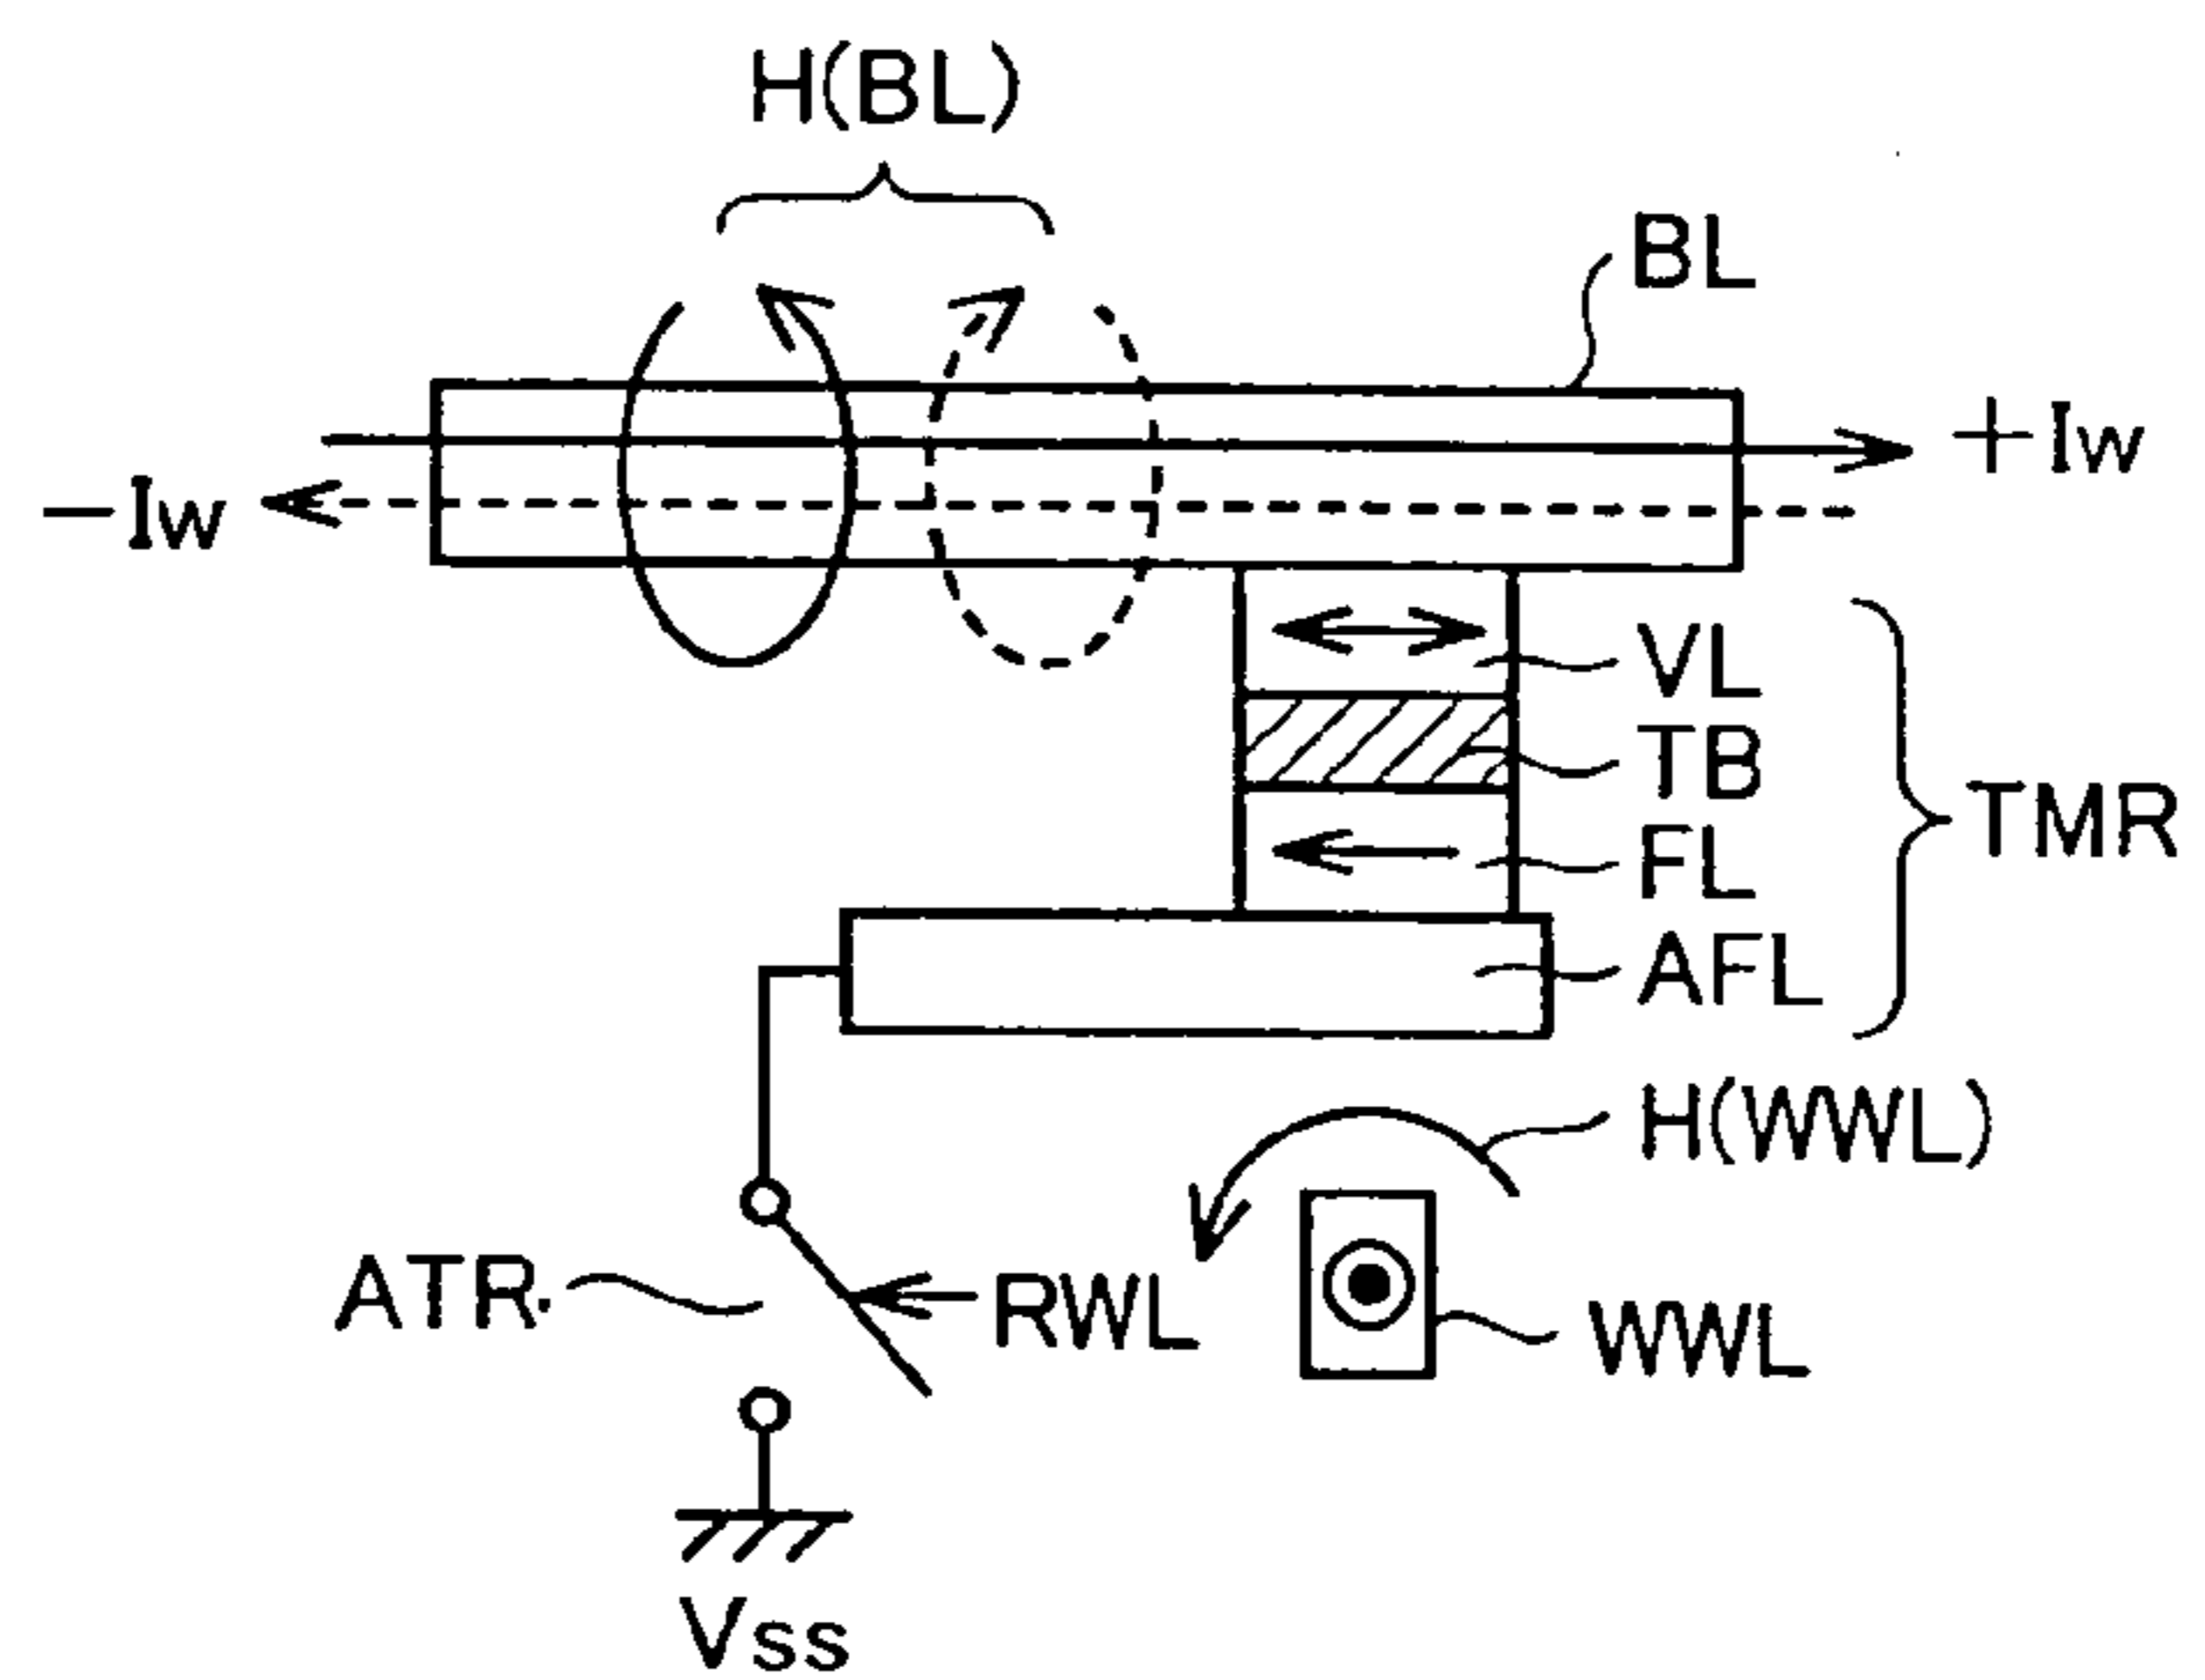 H(BL)
BL
+Iw
-Iw
VL
TB
TMR
FL
AFL
H(WWL)
ATR
RWL
WWL
Vss